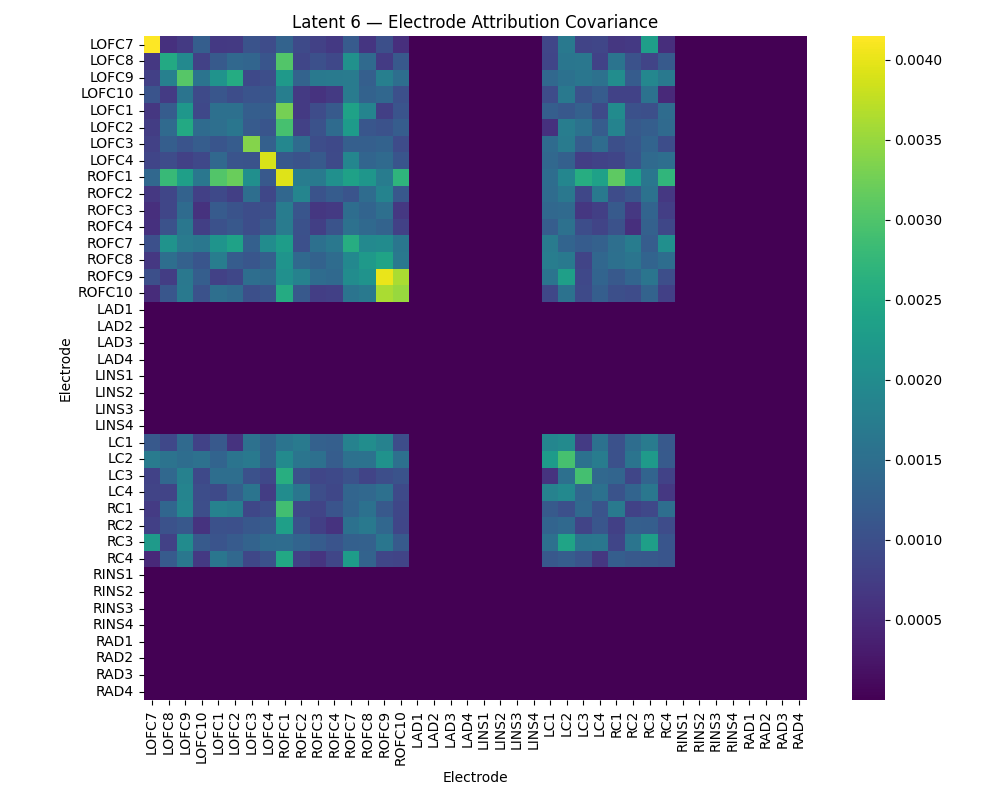 Latent 6 — Electrode Attribution Covariance
Electrode
LOFC7
LOFC8
LOFC9
LOFC10
LOFC1
LOFC2
LOFC3
LOFC4
ROFC1
ROFC2
ROFC3
ROFC4
ROFC7
ROFC8
ROFC9
ROFC10
LAD1
LAD2
LAD3
LAD4
LINS1
LINS2
LINS3
LINS4
LC1
LC2
LC3
LC4
RC1
RC2
RC3
RC4
RINS1
RINS2
RINS3
RINS4
RAD1
RAD2
RAD3
RAD4
LOFC7 LOFC8 LOFC9 LOFC10 LOFC1 LOFC2 LOFC3 LOFC4 ROFC1 ROFC2 ROFC3 ROFC4 ROFC7 ROFC8 ROFC9 ROFC10 LAD1 LAD2 LAD3 LAD4 LINS1 LINS2 LINS3 LINS4 LC1 LC2 LC3 LC4 RC1 RC2 RC3 RC4 RINS1 RINS2 RINS3 RINS4 RAD1 RAD2 RAD3 RAD4
Electrode
0.0040
0.0035
0.0030
0.0025
0.0020
0.0015
0.0010
0.0005